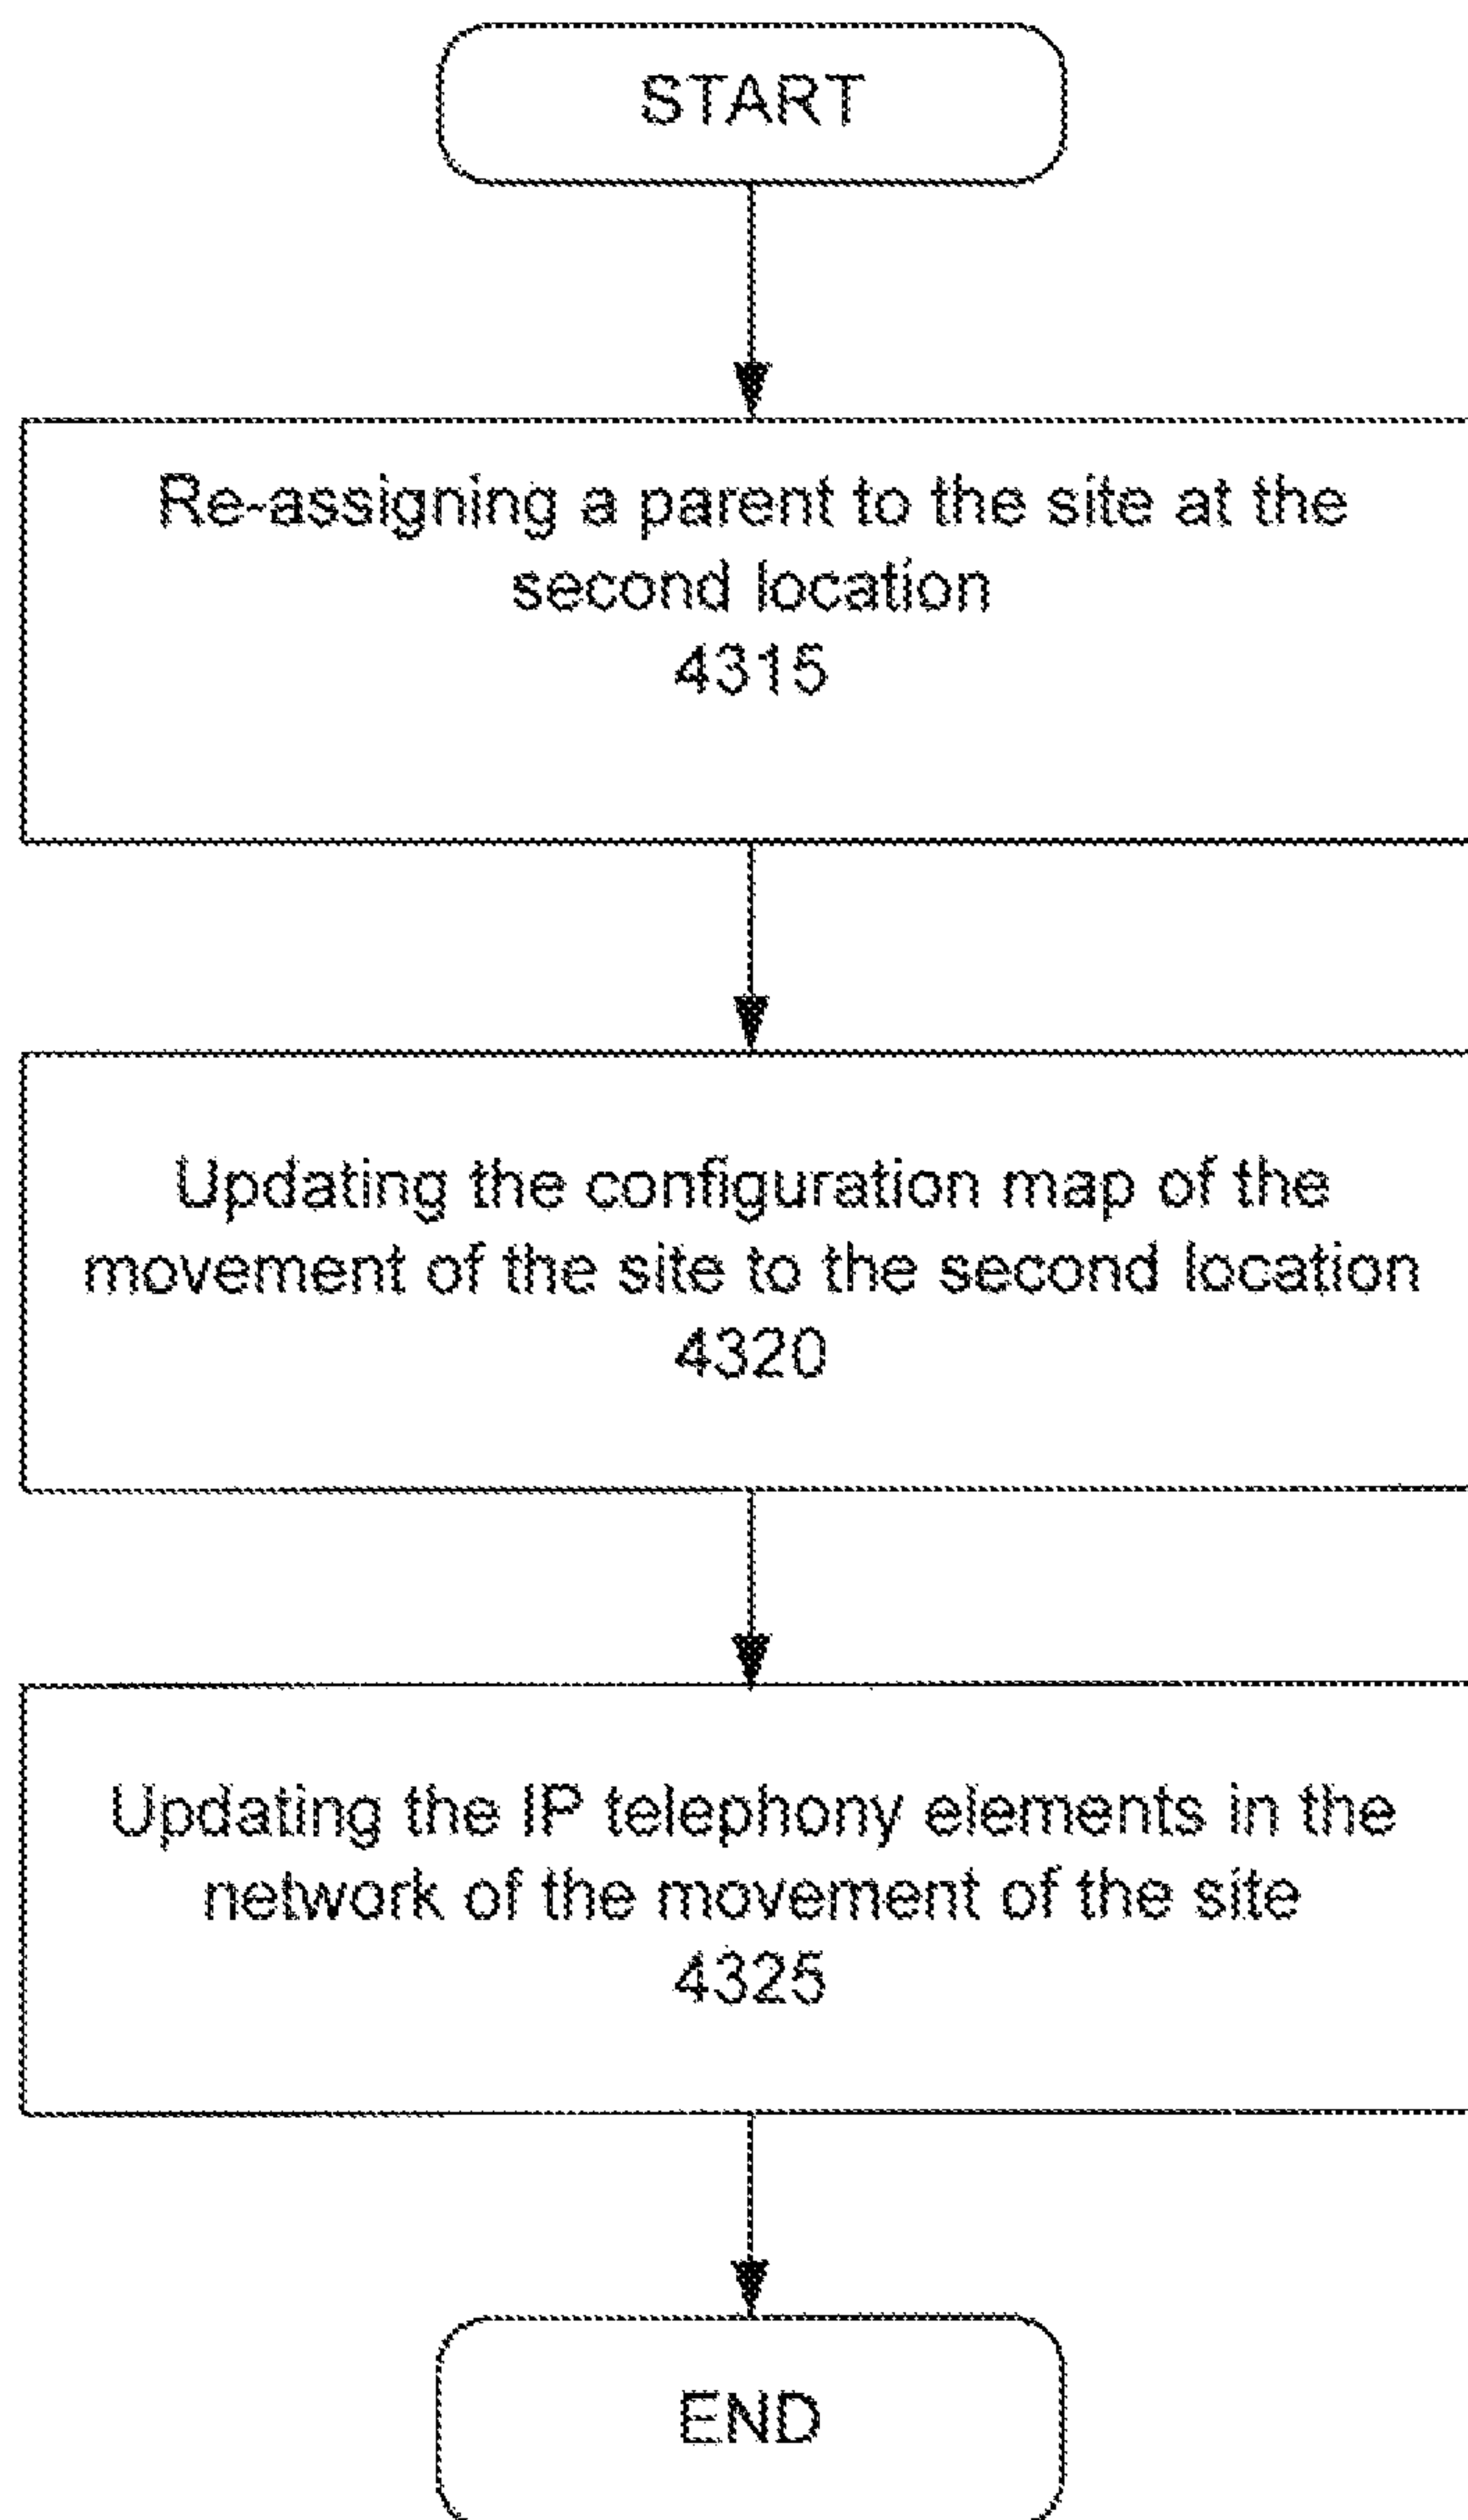 START
Re-assigning a parent to the site at the
second location
4315
Updating the configuration map of the
movement of the site to the second location
4320
Updating the IP telephony elements in the
network of the movement of the site
4325
END